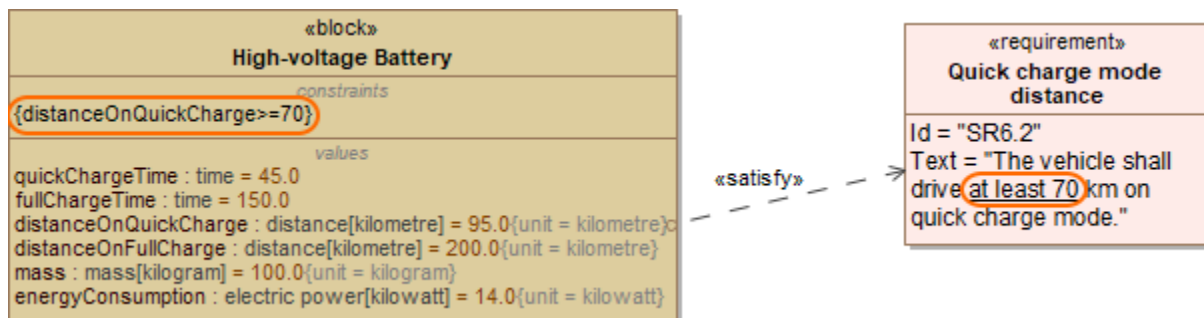 «block»
High-voltage Battery
constraints
{distanceOnQuickCharge>=70}
values
quickChargeTime : time = 45.0
fullChargeTime : time = 150.0
distanceOnQuickCharge : distance[kilometre] = 95.0{unit = kilometre}
distanceOnFullCharge : distance[kilometre] = 200.0{unit = kilometre}
mass : mass[kilogram] = 100.0{unit = kilogram}
energyConsumption : electric power[kilowatt] = 14.0{unit = kilowatt}
«satisfy»
«requirement»
Quick charge mode
distance
Id = "SR6.2"
Text = "The vehicle shall
drive at least 70 km on
quick charge mode."